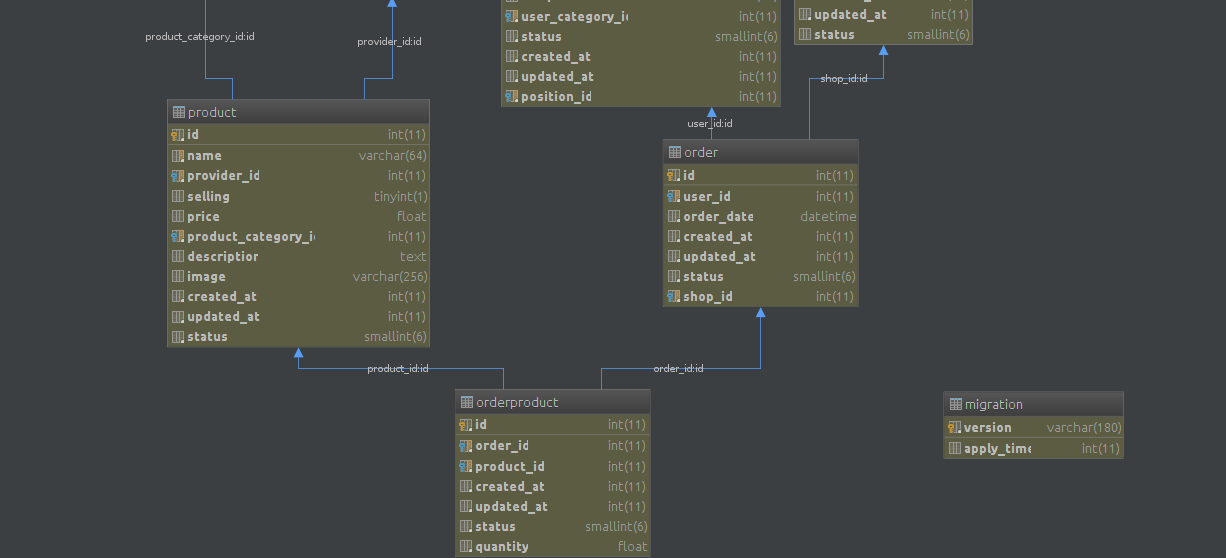 product_category_id:id
provider_id:id
user_category_i int(11)
status smallint(6)
created_at int(11)
updated_at int(11)
position_id int(11)
updated_at int(11)
status smallint(6)
shop_id:id
user_id:id
product
id int(11)
name varchar(64)
provider_id int(11)
selling tinyint(1)
price float
product_category_i int(11)
description text
image varchar(256)
created_at int(11)
updated_at int(11)
status smallint(6)
order
id int(11)
user_id int(11)
order_date datetime
created_at int(11)
updated_at int(11)
status smallint(6)
shop_id int(11)
product_id:id
order_id:id
orderproduct
id int(11)
order_id int(11)
product_id int(11)
created_at int(11)
updated_at int(11)
status smallint(6)
quantity float
migration
version varchar(180)
apply_time int(11)